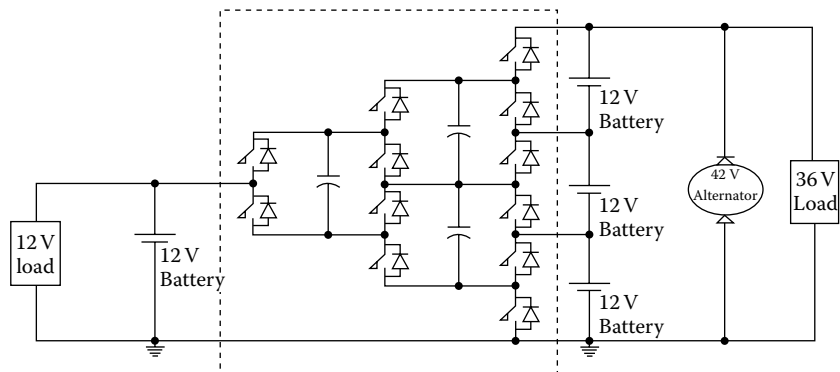 12 V
load
12 V
Battery
12 V
Battery
12 V
Battery
12 V
Battery
42 V
Alternator
36 V
Load